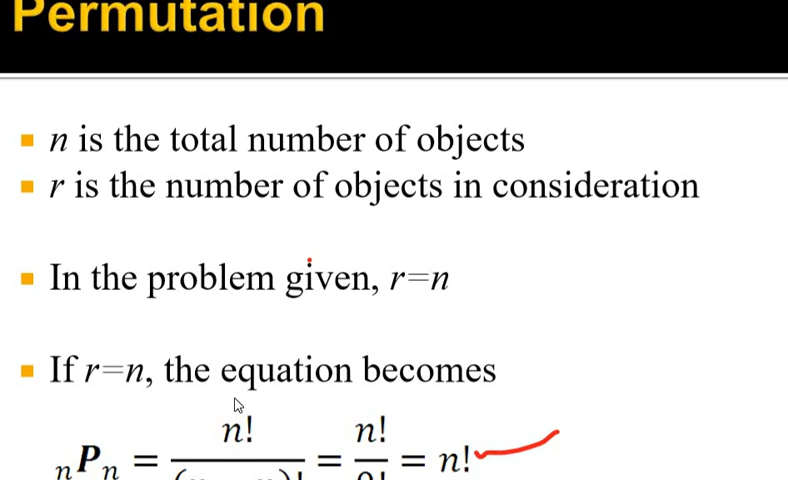 Permutation
n is the total number of objects
r is the number of objects in consideration
In the problem given, r=n
If r=n, the equation becomes
nPn = n! = n! / 0! = n!